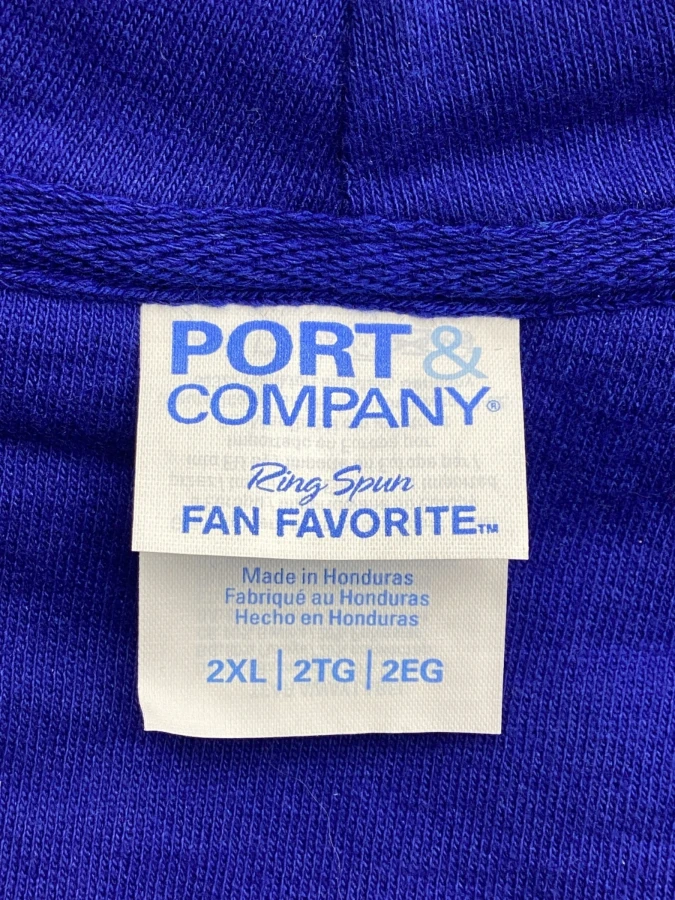 PORT &
COMPANY®
Ring Spun
FAN FAVORITE™
Made in Honduras
Fabriqué au Honduras
Hecho en Honduras
2XL | 2TG | 2EG